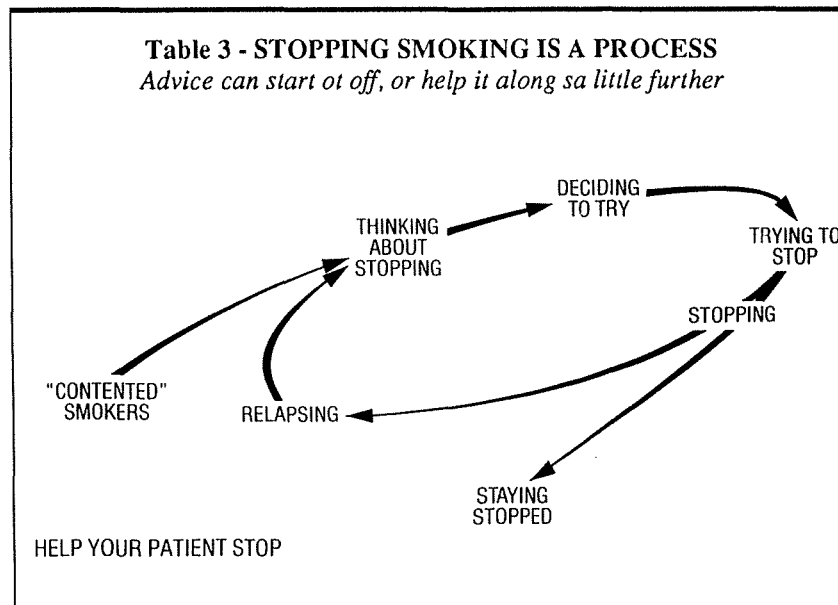 Table 3 - STOPPING SMOKING IS A PROCESS
Advice can start ot off, or help it along sa little further
DECIDING
TO TRY
THINKING
ABOUT
STOPPING
TRYING TO
STOP
STOPPING
"CONTENTED"
SMOKERS
RELAPSING
STAYING
STOPPED
HELP YOUR PATIENT STOP